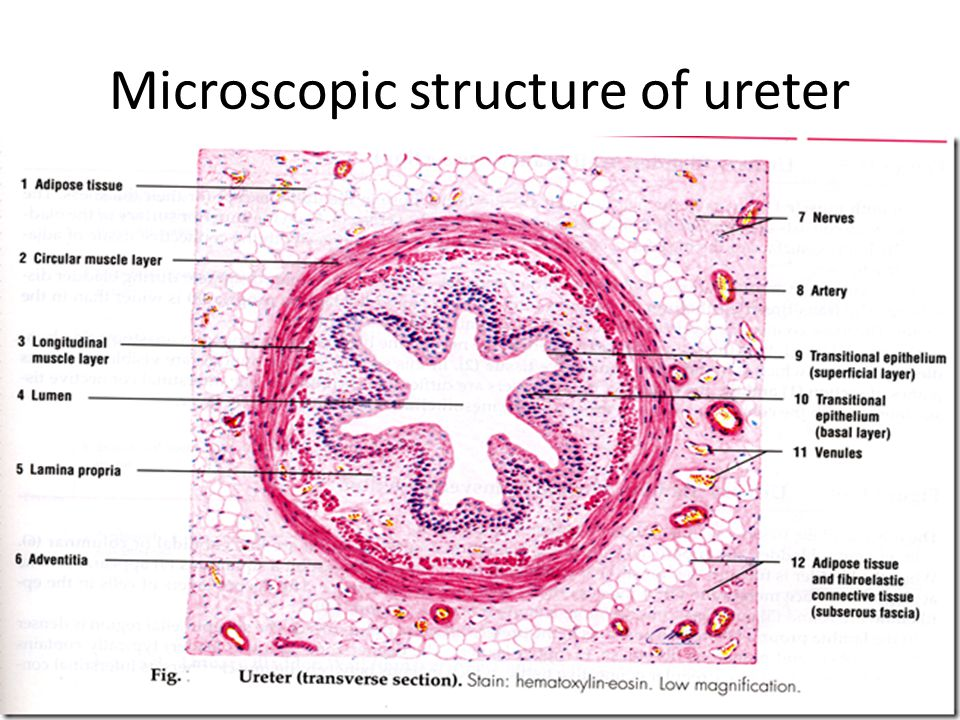 Microscopic structure of ureter
1 Adipose tissue
2 Circular muscle layer
3 Longitudinal
muscle layer
4 Lumen
5 Lamina propria
6 Adventitia
7 Nerves
8 Artery
9 Transitional epithelium
(superficial layer)
10 Transitional
epithelium
(basal layer)
11 Venules
12 Adipose tissue
and fibroelastic
connective tissue
(subserous fascia)
Fig. : Ureter (transverse section). Stain: hematoxylin-eosin. Low magnification.